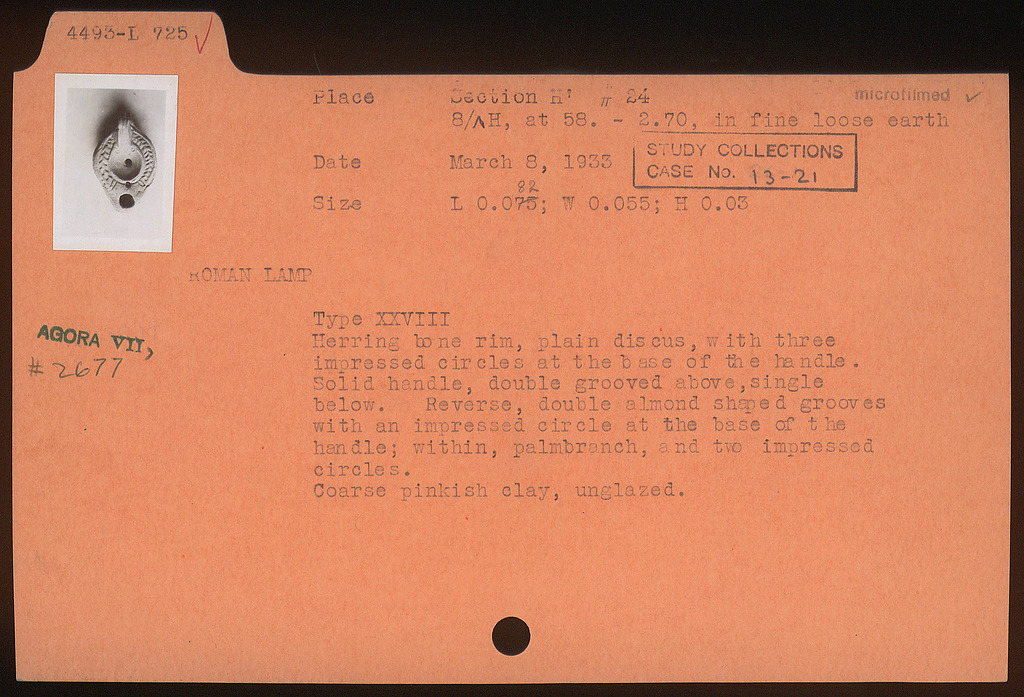 4493-L 725 ✓
Place Section H' # 24
microfilmed ✓
8/ΛH, at 58. - 2.70, in fine loose earth
Date March 8, 1933
STUDY COLLECTIONS
CASE No. 13-21
82
Size L 0.075; W 0.055; H 0.03
ROMAN LAMP
AGORA VII,
# 2677
Type XXVIII
Herring bone rim, plain discus, with three
impressed circles at the base of the handle.
Solid handle, double grooved above, single
below. Reverse, double almond shaped grooves
with an impressed circle at the base of the
handle; within, palmbranch, and two impressed
circles.
Coarse pinkish clay, unglazed.